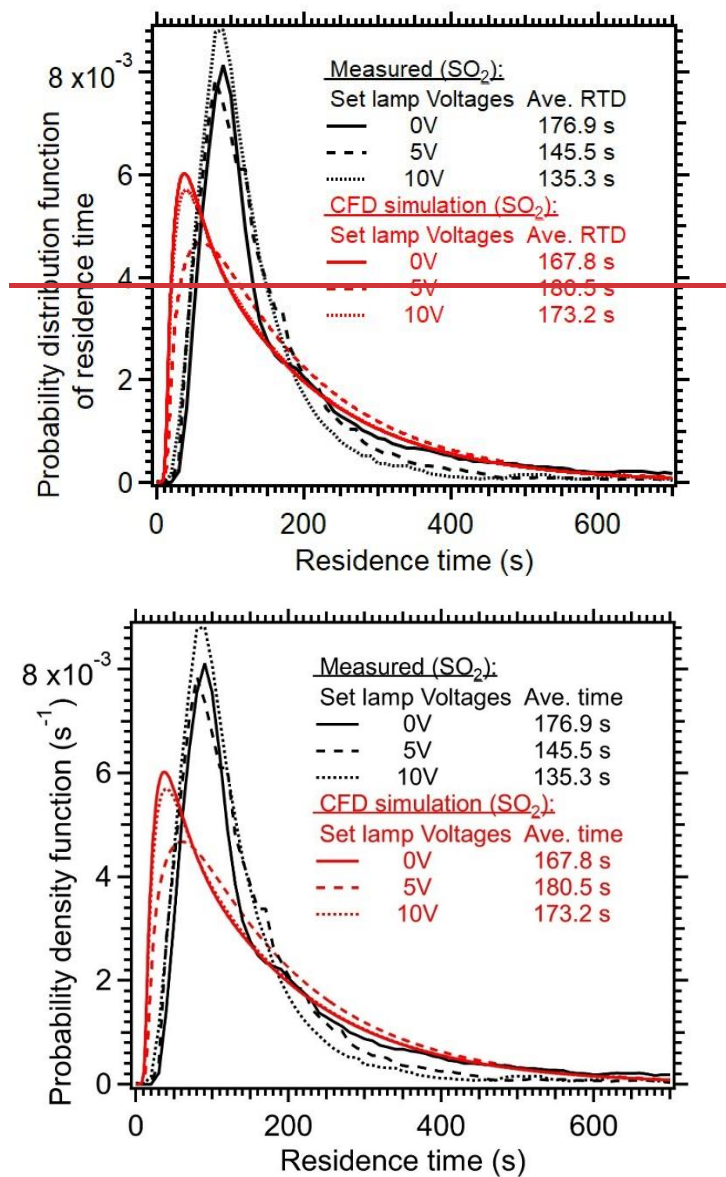 8 x10⁻³
6
4
2
0
Probability distribution function
of residence time
Measured (SO₂):
Set lamp Voltages Ave. RTD
0V 176.9 s
5V 145.5 s
10V 135.3 s
CFD simulation (SO₂):
Set lamp Voltages Ave. RTD
0V 167.8 s
5V 180.5 s
10V 173.2 s
0 200 400 600
Residence time (s)
8 x10⁻³
6
4
2
0
Probability density function (s⁻¹)
Measured (SO₂):
Set lamp Voltages Ave. time
0V 176.9 s
5V 145.5 s
10V 135.3 s
CFD simulation (SO₂):
Set lamp Voltages Ave. time
0V 167.8 s
5V 180.5 s
10V 173.2 s
0 200 400 600
Residence time (s)